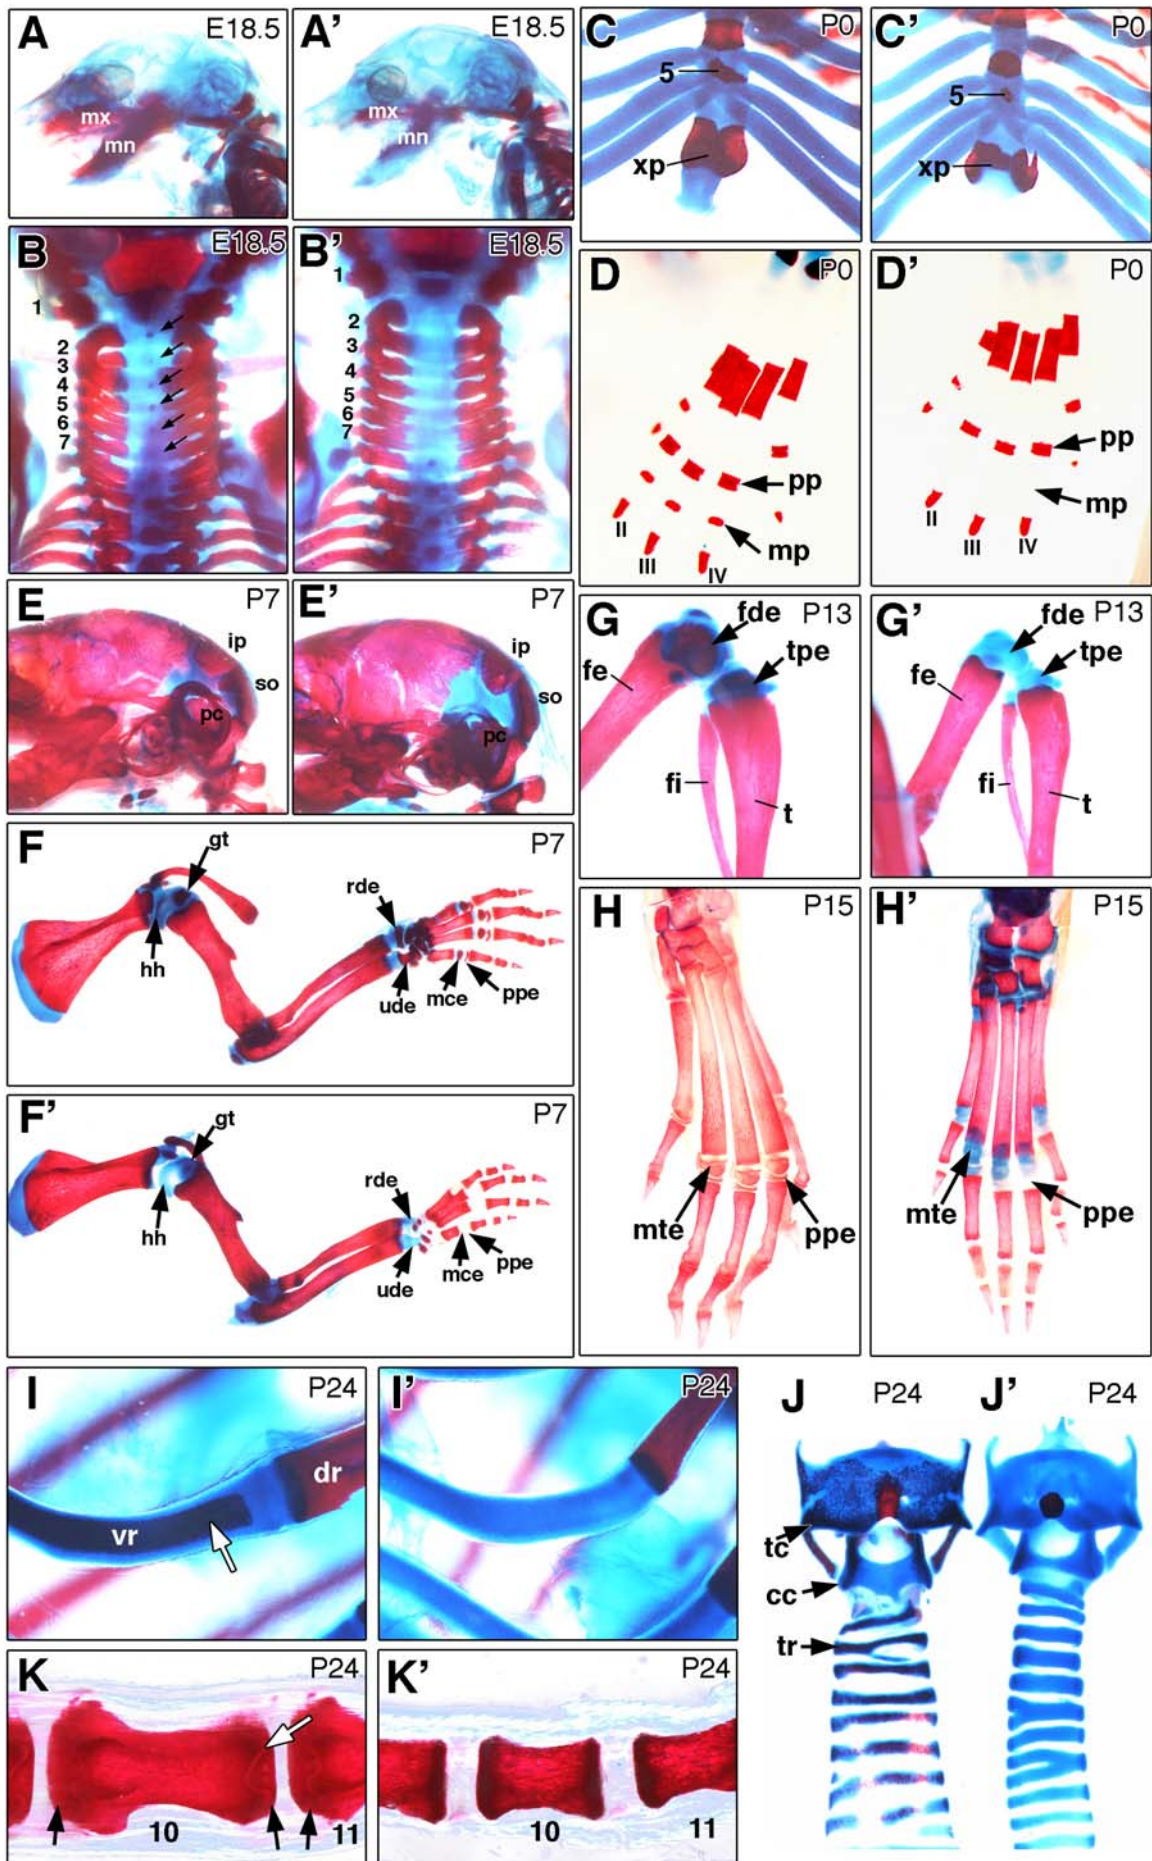 A E18.5
mx
mn
A’ E18.5
mx
mn
C P0
5
xp
C’ P0
5
xp
B E18.5
1
2
3
4
5
6
7
B’ E18.5
1
2
3
4
5
6
7
D P0
pp
mp
II
III
IV
D’ P0
pp
mp
II
III
IV
E P7
ip
so
pc
E’ P7
ip
so
pc
G P13
fde
tpe
fe
fi
t
G’ P13
fde
tpe
fe
fi
t
F P7
gt
rde
hh
ude
mce
ppe
F’ P7
gt
rde
hh
ude
mce
ppe
H P15
mte
ppe
H’ P15
mte
ppe
I P24
dr
vr
I’ P24
J P24
J’ P24
tc
cc
tr
K P24
10
11
K’ P24
10
11